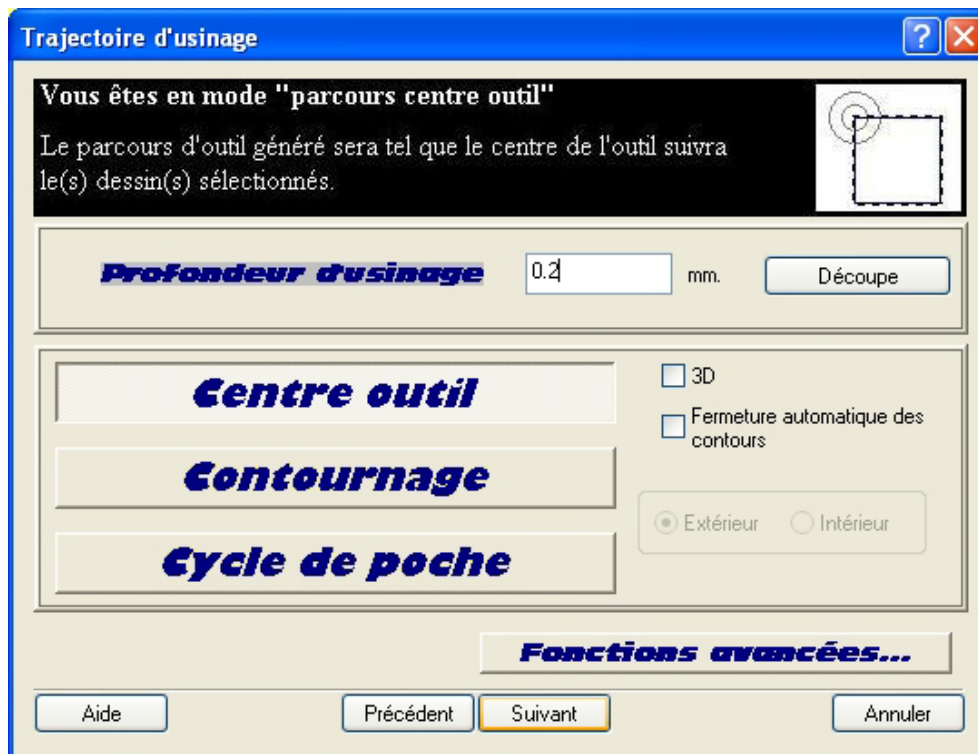 Trajectoire d'usinage
Vous êtes en mode "parcours centre outil"
Le parcours d'outil généré sera tel que le centre de l'outil suivra
le(s) dessin(s) sélectionnés.
Profondeur d'usinage 0.2 mm. Découpe
Centre outil
3D
Fermeture automatique des
contours
Contournage
Extérieur Intérieur
Cycle de poche
Fonctions avancées...
Aide Précédent Suivant Annuler